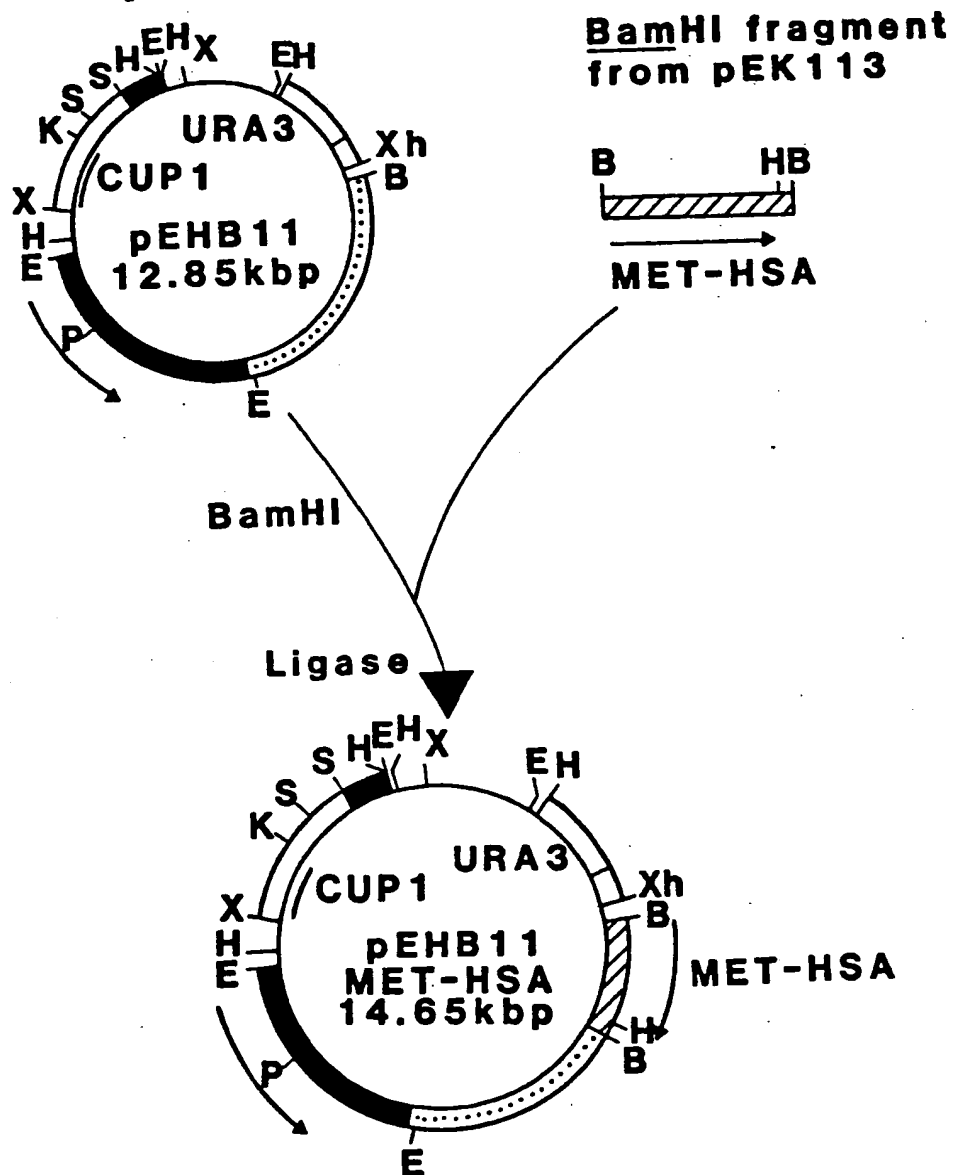 BamHI fragment
from pEK113
E H X
H
S
S
K
EH
URA3
Xh
B
CUP1
X
H
E
pEHB11
12.85kbp
P
E
B
HB
MET-HSA
BamHI
Ligase
H E H X
S
S
K
E H
URA3
Xh
B
CUP1
X
H
E
pEHB11
MET-HSA
14.65kbp
MET-HSA
H
B
P
E